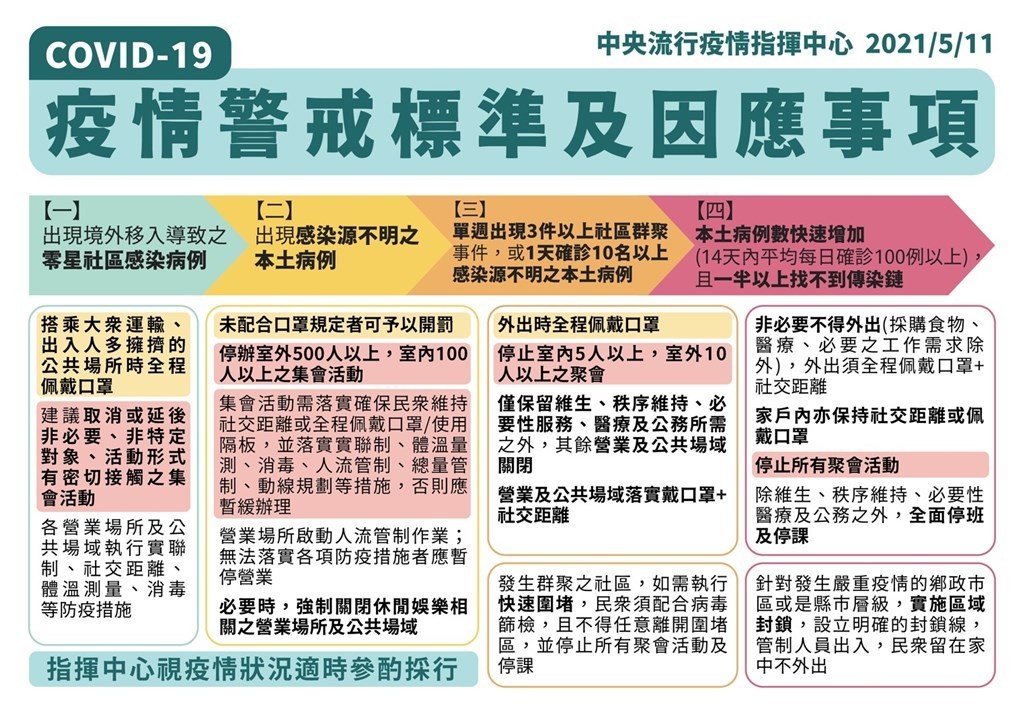 COVID-19
中央流行疫情指揮中心 2021/5/11
疫情警戒標準及因應事項
【一】
出現境外移入導致之
零星社區感染病例
【二】
出現感染源不明之
本土病例
【三】
單週出現3件以上社區群聚
事件，或1天確診10名以上
感染源不明之本土病例
【四】
本土病例數快速增加
(14天內平均每日確診100例以上)，
且一半以上找不到傳染鏈
搭乘大眾運輸、
出入人多擁擠的
公共場所時全程
佩戴口罩
建議取消或延後
非必要、非特定
對象、活動形式
有密切接觸之集
會活動
各營業場所及公
共場域執行實聯
制、社交距離、
體溫測量、消毒
等防疫措施
未配合口罩規定者可予以開罰
停辦室外500人以上，室內100
人以上之集會活動
集會活動需落實確保民眾維持
社交距離或全程佩戴口罩/使用
隔板，並落實實聯制、體溫量
測、消毒、人流管制、總量管
制、動線規劃等措施，否則應
暫緩辦理
營業場所啟動人流管制作業；
無法落實各項防疫措施者應暫
停營業
必要時，強制關閉休閒娛樂相
關之營業場所及公共場域
外出時全程佩戴口罩
停止室內5人以上，室外10
人以上之聚會
僅保留維生、秩序維持、必
要性服務、醫療及公務所需
之外，其餘營業及公共場域
關閉
營業及公共場域落實戴口罩+
社交距離
發生群聚之社區，如需執行
快速圍堵，民眾須配合病毒
篩檢，且不得任意離開圍堵
區，並停止所有聚會活動及
停課
非必要不得外出(採購食物、
醫療、必要之工作需求除
外)，外出須全程佩戴口罩+
社交距離
家戶內亦保持社交距離或佩
戴口罩
停止所有聚會活動
除維生、秩序維持、必要性
醫療及公務之外，全面停班
及停課
針對發生嚴重疫情的鄉政市
區或是縣市層級，實施區域
封鎖，設立明確的封鎖線，
管制人員出入，民眾留在家
中不外出
指揮中心視疫情狀況適時參酌採行